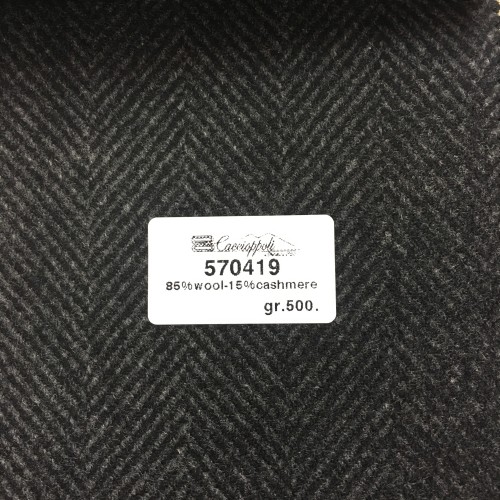 Caccioppoli
570419
85%wool-15%cashmere
gr.500.